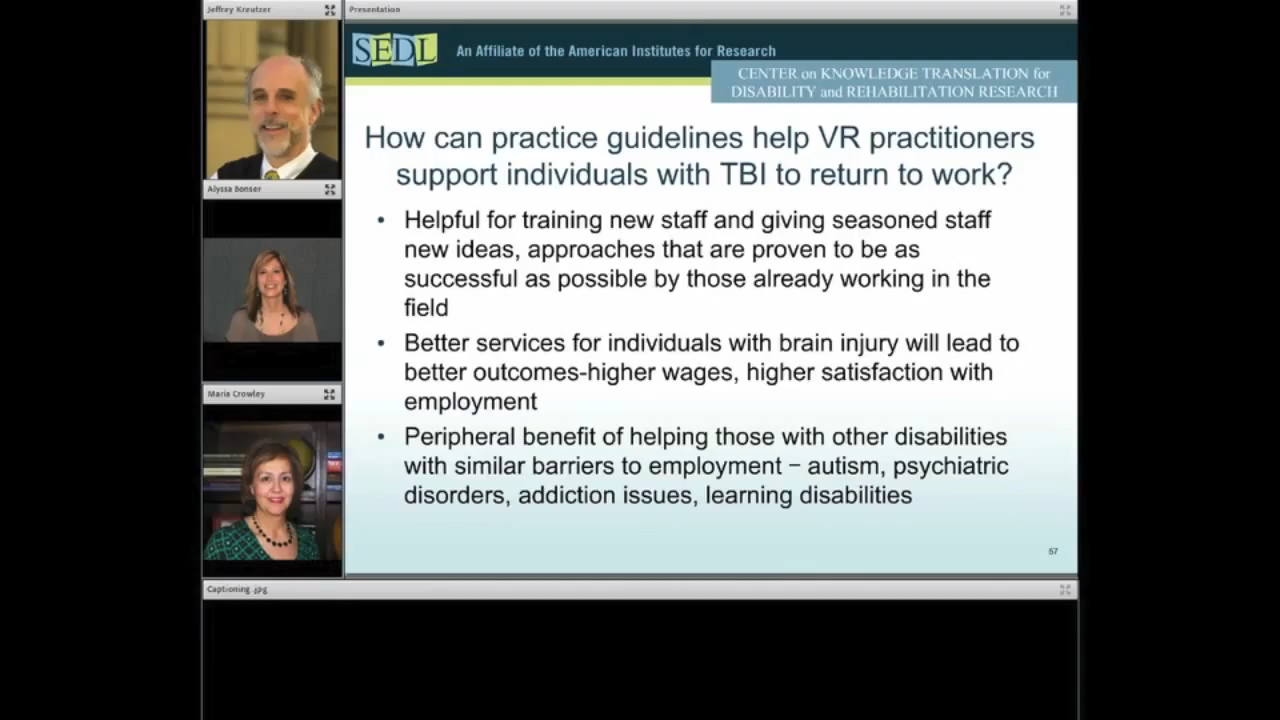 Jeffrey Kreutzer
Presentation
SEDL
An Affiliate of the American Institutes for Research
CENTER on KNOWLEDGE TRANSLATION for
DISABILITY and REHABILITATION RESEARCH
How can practice guidelines help VR practitioners
support individuals with TBI to return to work?
• Helpful for training new staff and giving seasoned staff
new ideas, approaches that are proven to be as
successful as possible by those already working in the
field
• Better services for individuals with brain injury will lead to
better outcomes-higher wages, higher satisfaction with
employment
• Peripheral benefit of helping those with other disabilities
with similar barriers to employment − autism, psychiatric
disorders, addiction issues, learning disabilities
57
Alyssa Bonser
Maria Crowley
Captioning .jpg